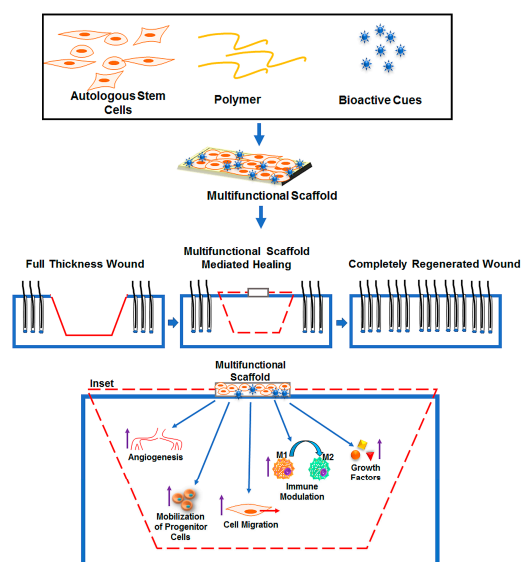 Autologous Stem
Cells
Polymer
Bioactive Cues
Multifunctional Scaffold
Full Thickness Wound
Multifunctional Scaffold
Mediated Healing
Completely Regenerated Wound
Multifunctional
Scaffold
Inset
Angiogenesis
M1
M2
Immune
Modulation
Growth
Factors
Mobilization
of Progenitor
Cells
Cell Migration